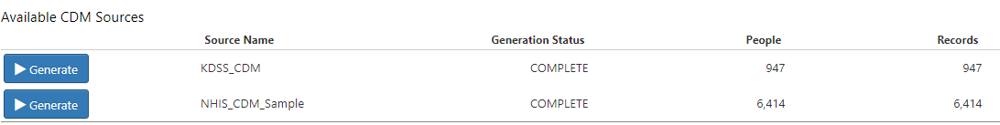 Available CDM Sources
Source Name Generation Status People Records
Generate KDSS_CDM COMPLETE 947 947
Generate NHIS_CDM_Sample COMPLETE 6,414 6,414